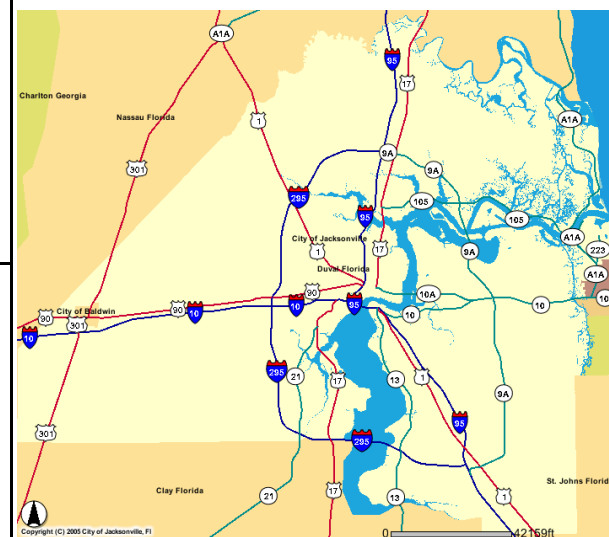 A1A
95
17
Charlton Georgia
Nassau Florida
1
A1A
9A
301
9A
295
105
95
105
A1A
City of Jacksonville
223
1
17
9A
Duval Florida
A1A
90
10A
10
90
10
95
10
10
City of Baldwin
90
10
301
10
295
21
17
13
1
9A
95
301
295
St. Johns Florid
Clay Florida
17
21
13
1
Copyright (C) 2005 City of Jacksonville, Fl
0 42159ft